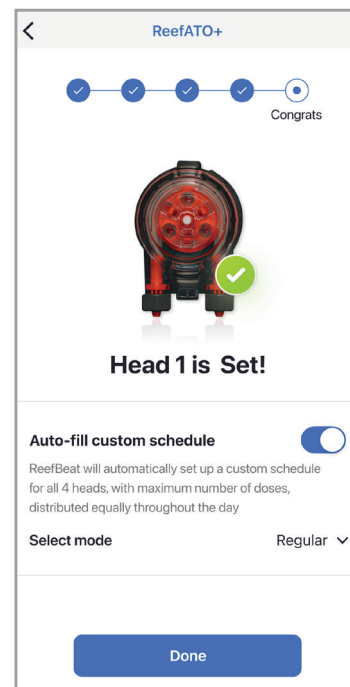 ReefATO+
Congrats
Head 1 is Set!
Auto-fill custom schedule
ReefBeat will automatically set up a custom schedule
for all 4 heads, with maximum number of doses,
distributed equally throughout the day
Select mode Regular
Done